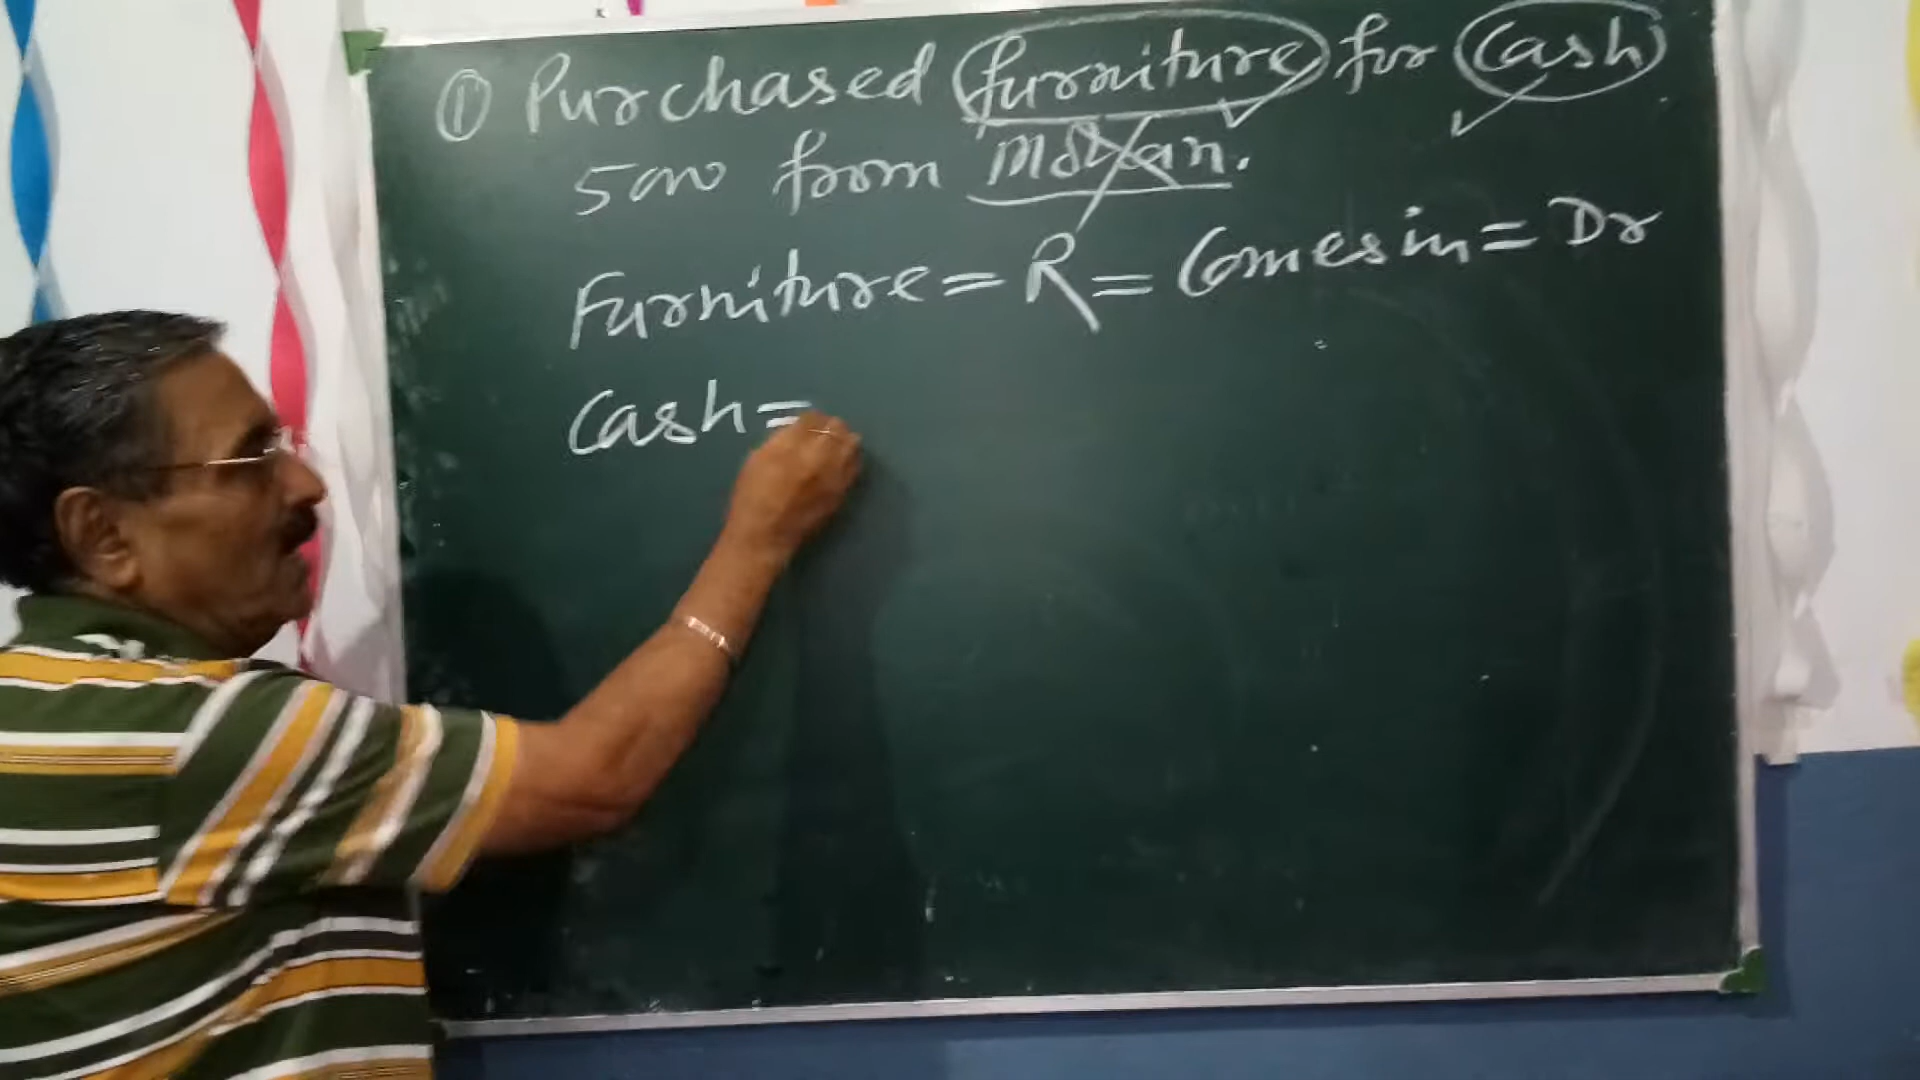 ① Purchased furniture for Cash
5000 from Mohan.
Furniture = R = Comes in = Dr
Cash =